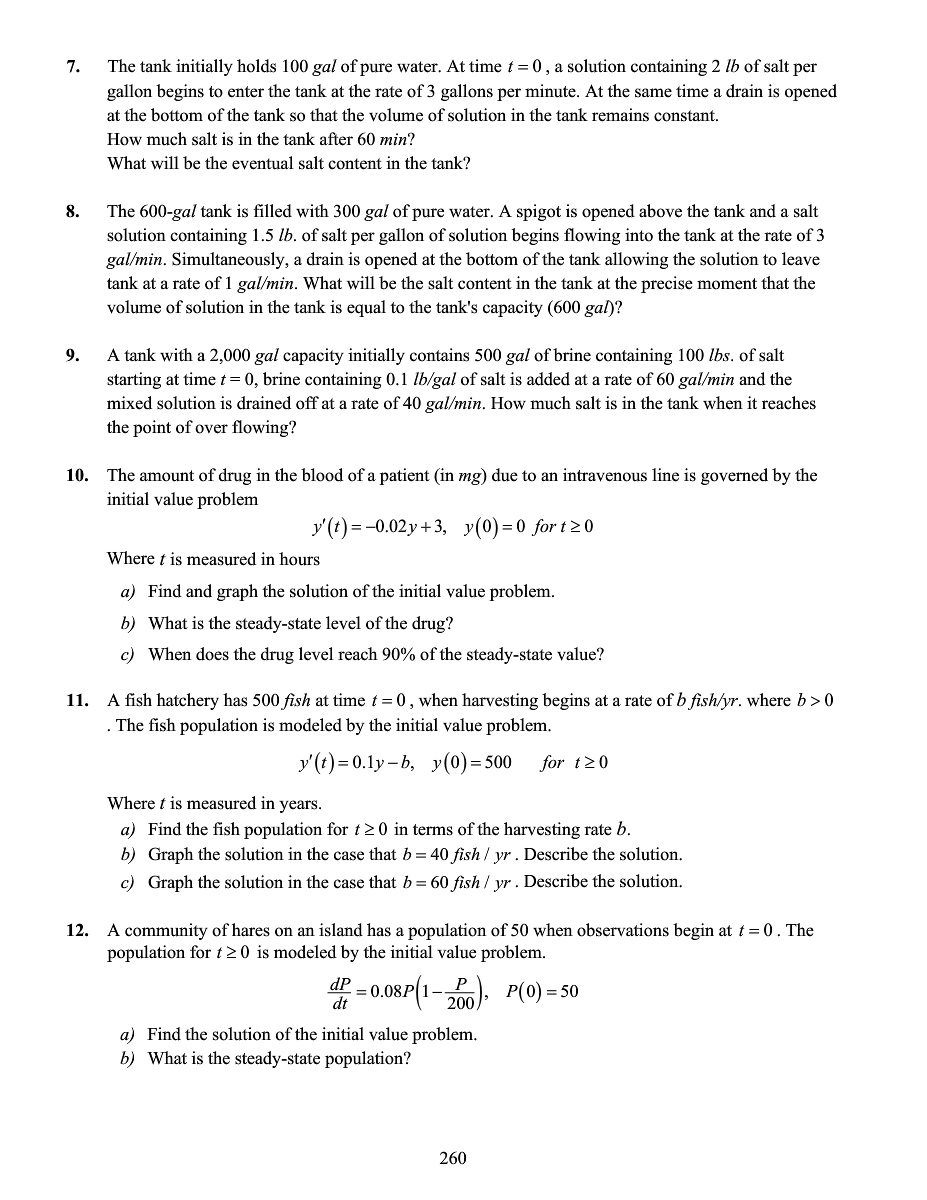 7. The tank initially holds 100 gal of pure water. At time t = 0 , a solution containing 2 lb of salt per
gallon begins to enter the tank at the rate of 3 gallons per minute. At the same time a drain is opened
at the bottom of the tank so that the volume of solution in the tank remains constant.
How much salt is in the tank after 60 min?
What will be the eventual salt content in the tank?
8. The 600-gal tank is filled with 300 gal of pure water. A spigot is opened above the tank and a salt
solution containing 1.5 lb. of salt per gallon of solution begins flowing into the tank at the rate of 3
gal/min. Simultaneously, a drain is opened at the bottom of the tank allowing the solution to leave
tank at a rate of 1 gal/min. What will be the salt content in the tank at the precise moment that the
volume of solution in the tank is equal to the tank's capacity (600 gal)?
9. A tank with a 2,000 gal capacity initially contains 500 gal of brine containing 100 lbs. of salt
starting at time t = 0, brine containing 0.1 lb/gal of salt is added at a rate of 60 gal/min and the
mixed solution is drained off at a rate of 40 gal/min. How much salt is in the tank when it reaches
the point of over flowing?
10. The amount of drug in the blood of a patient (in mg) due to an intravenous line is governed by the
initial value problem
y′(t) = −0.02y + 3, y(0) = 0 for t ≥ 0
Where t is measured in hours
a) Find and graph the solution of the initial value problem.
b) What is the steady-state level of the drug?
c) When does the drug level reach 90% of the steady-state value?
11. A fish hatchery has 500 fish at time t = 0 , when harvesting begins at a rate of b fish/yr. where b > 0
. The fish population is modeled by the initial value problem.
y′(t) = 0.1y − b, y(0) = 500 for t ≥ 0
Where t is measured in years.
a) Find the fish population for t ≥ 0 in terms of the harvesting rate b.
b) Graph the solution in the case that b = 40 fish / yr . Describe the solution.
c) Graph the solution in the case that b = 60 fish / yr . Describe the solution.
12. A community of hares on an island has a population of 50 when observations begin at t = 0 . The
population for t ≥ 0 is modeled by the initial value problem.
dP/dt = 0.08P(1 − P/200), P(0) = 50
a) Find the solution of the initial value problem.
b) What is the steady-state population?
260